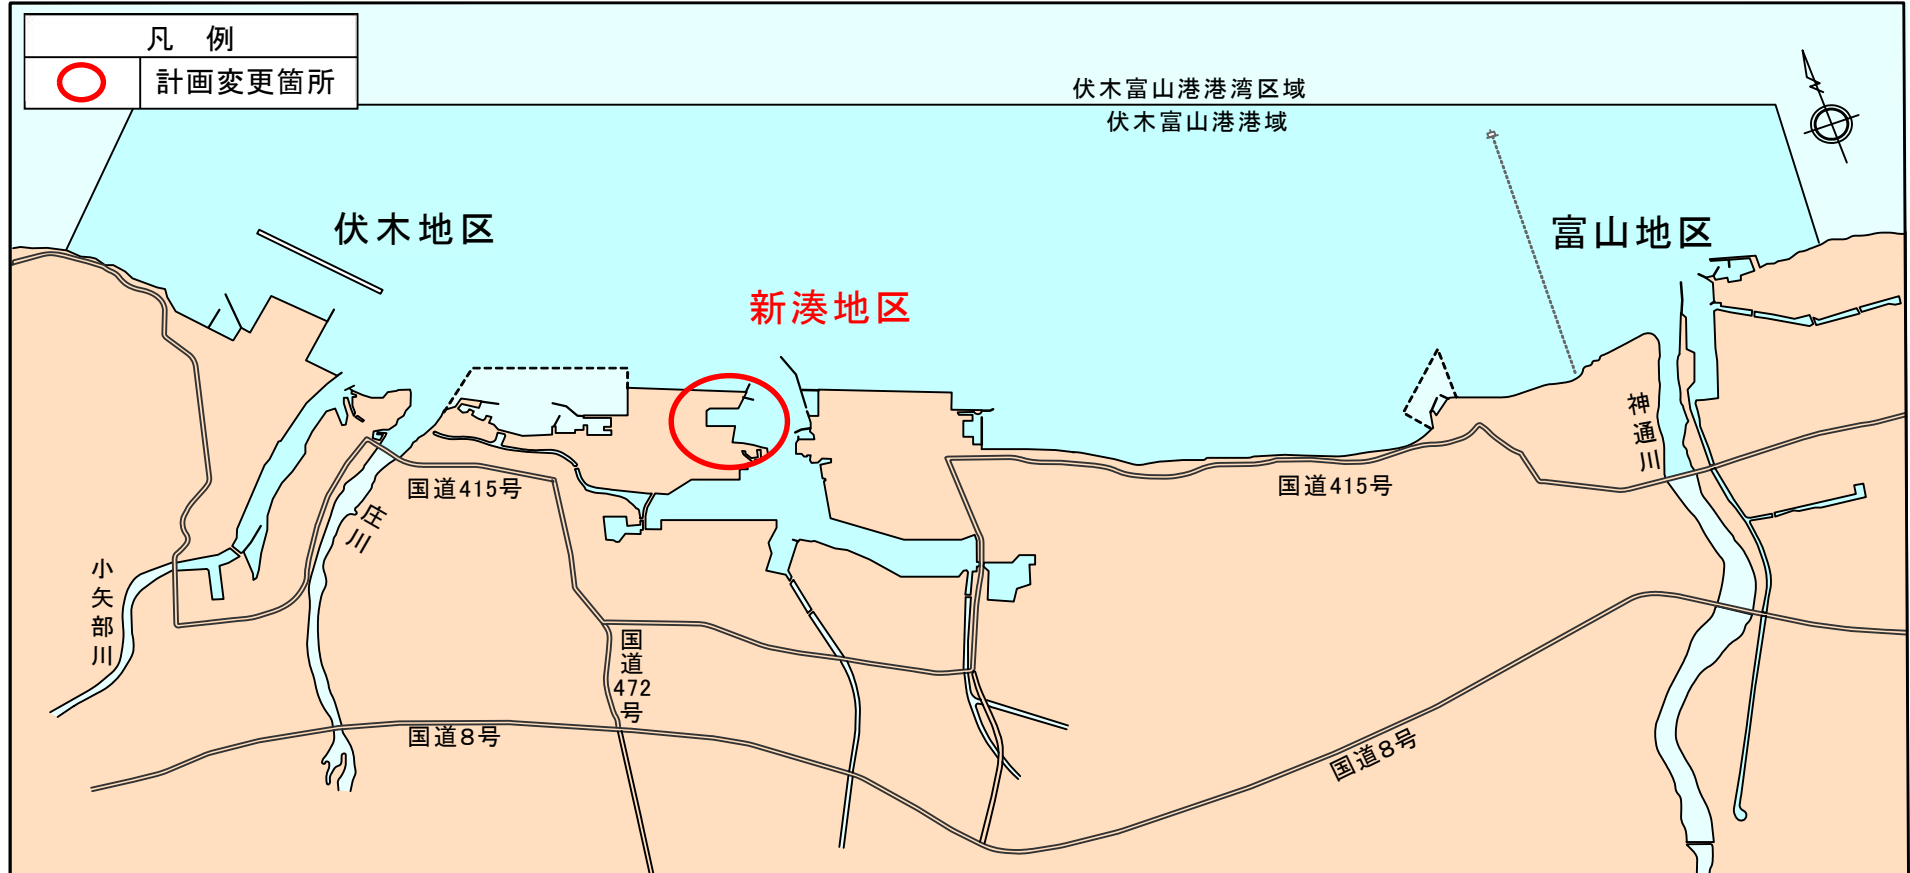 凡 例
計画変更箇所
伏木富山港港湾区域
伏木富山港港域
伏木地区
富山地区
新湊地区
神通川
国道415号
国道415号
庄川
小矢部川
国道472号
国道8号
国道8号